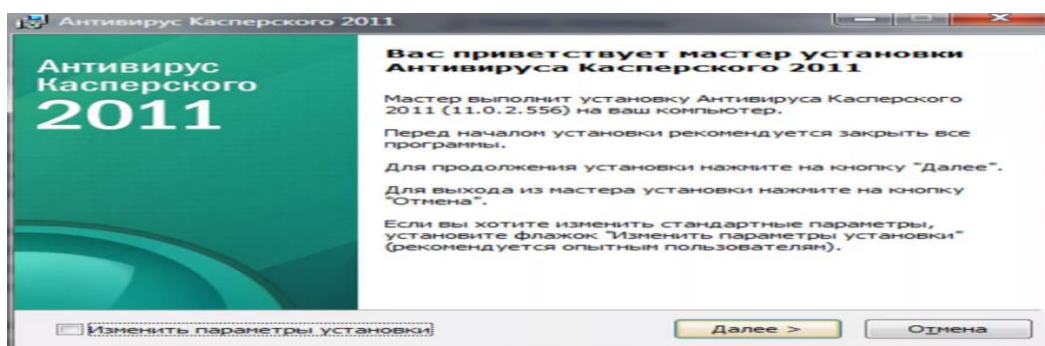 Антивирус Касперского 2011
Антивирус
Касперского
2011
Вас приветствует мастер установки
Антивируса Касперского 2011
Мастер выполнит установку Антивируса Касперского
2011 (11.0.2.556) на ваш компьютер.
Перед началом установки рекомендуется закрыть все
программы.
Для продолжения установки нажмите на кнопку "Далее".
Для выхода из мастера установки нажмите на кнопку
"Отмена".
Если вы хотите изменить стандартные параметры,
установите флажок "Изменить параметры установки"
(рекомендуется опытным пользователям).
Изменить параметры установки
Далее >
Отмена